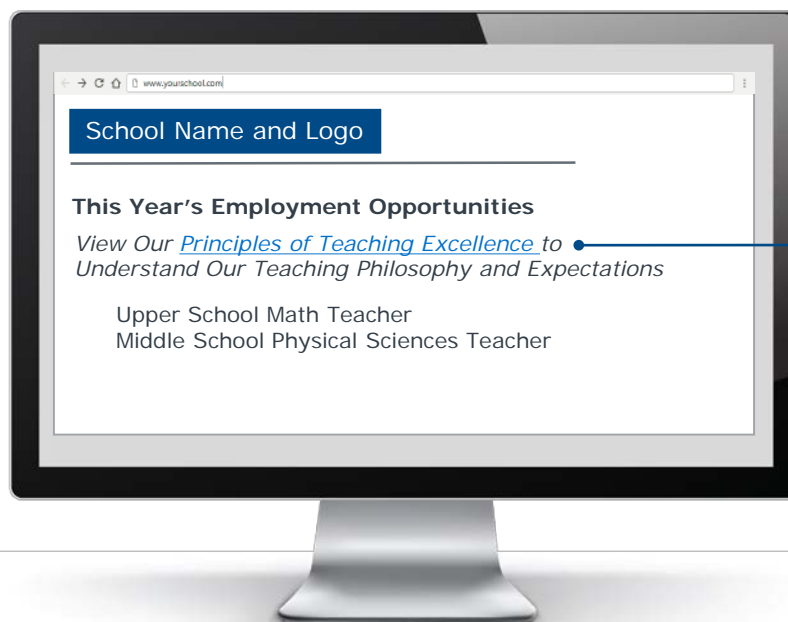 www.yourschool.com
School Name and Logo
This Year’s Employment Opportunities
View Our Principles of Teaching Excellence to
Understand Our Teaching Philosophy and Expectations
Upper School Math Teacher
Middle School Physical Sciences Teacher